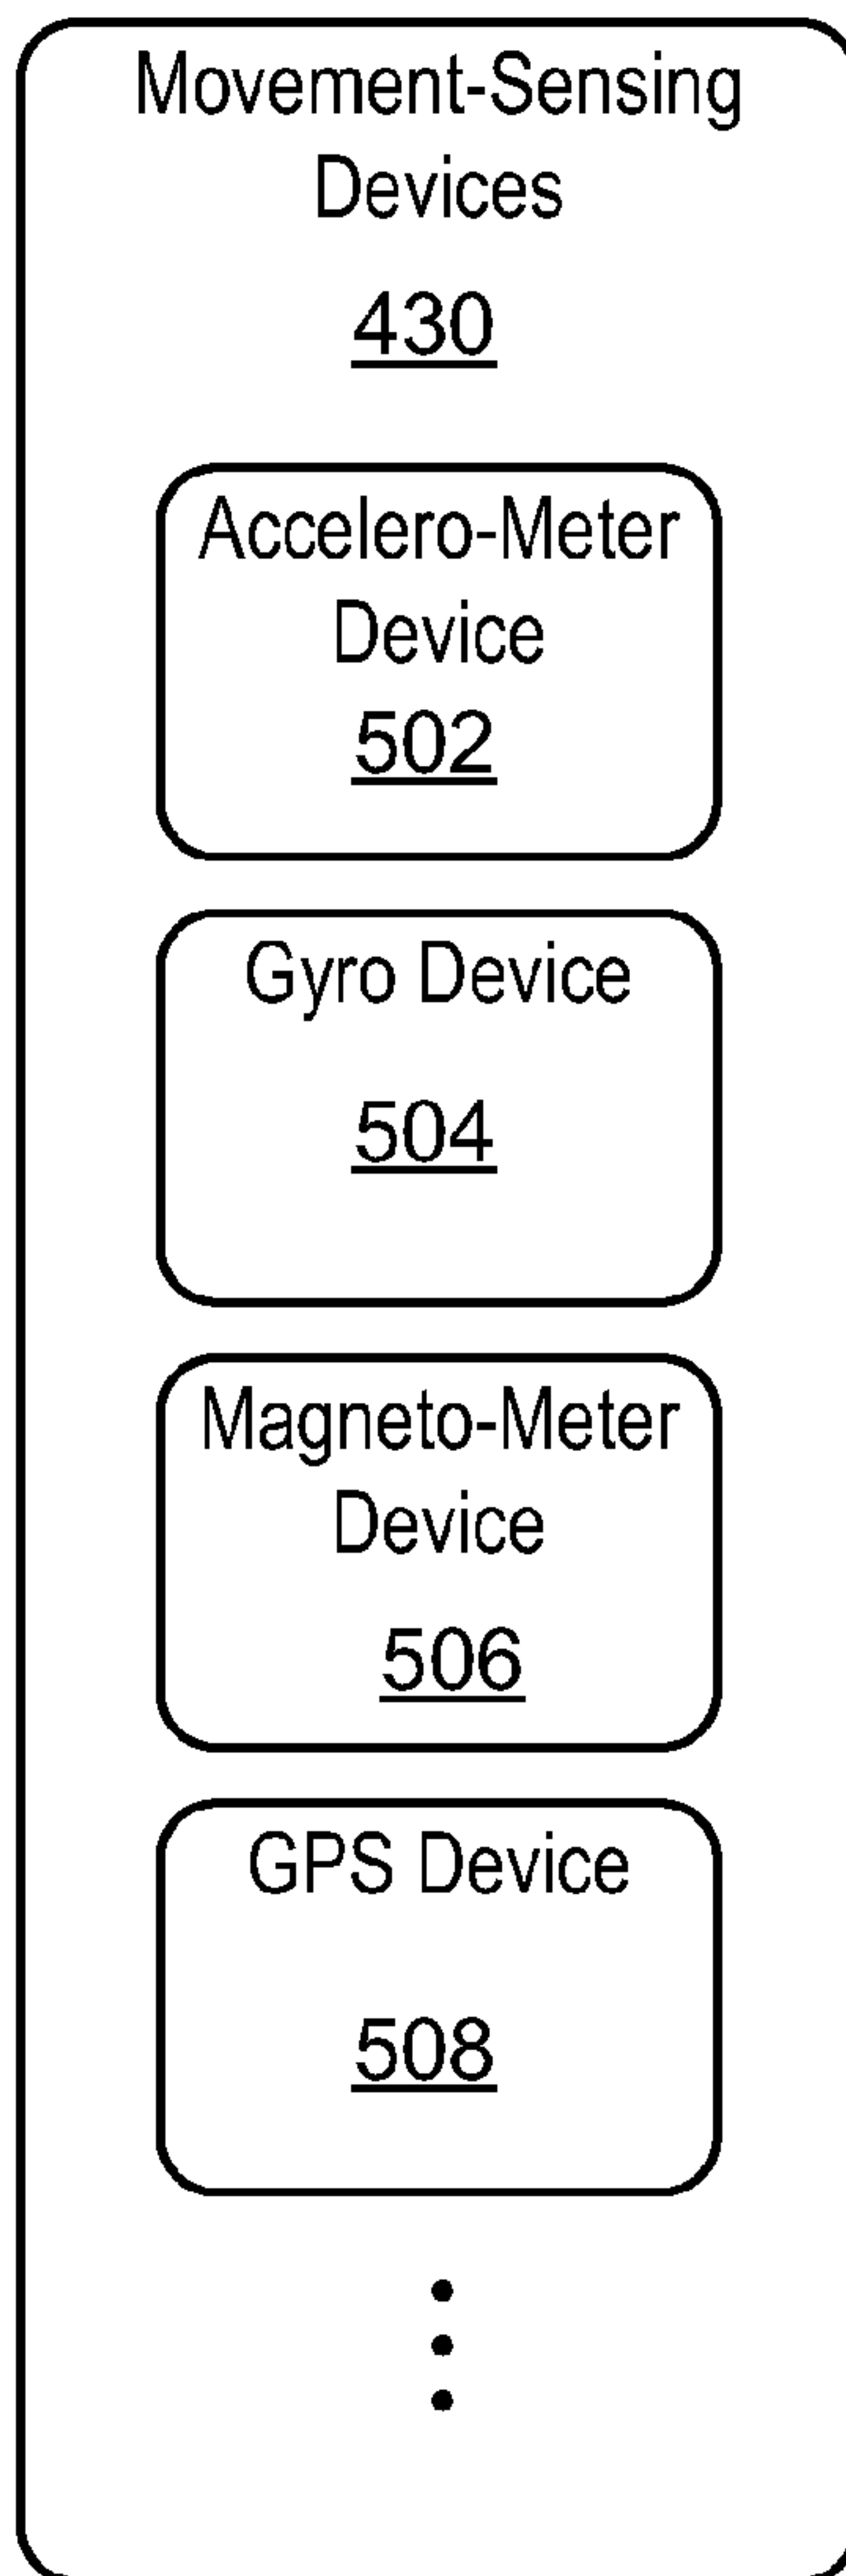 Movement-Sensing
Devices
430
Accelero-Meter
Device
502
Gyro Device
504
Magneto-Meter
Device
506
GPS Device
508